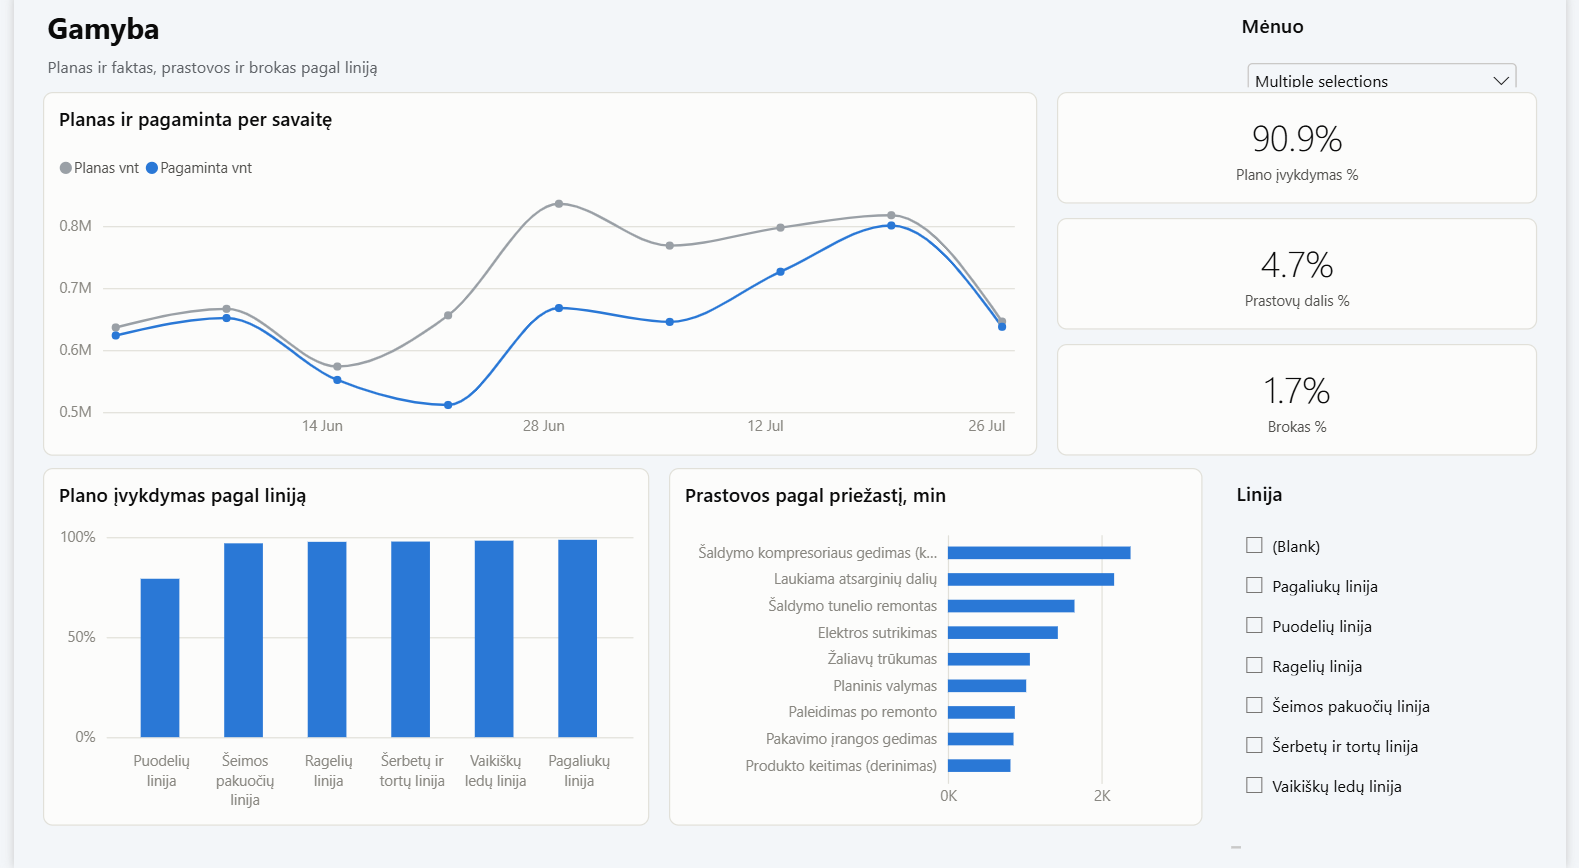 Gamyba
Planas ir faktas, prastovos ir brokas pagal liniją
Mėnuo
Multiple selections
Planas ir pagaminta per savaitę
Planas vnt
Pagaminta vnt
0.8M
0.7M
0.6M
0.5M
14 Jun
28 Jun
12 Jul
26 Jul
90.9%
Plano įvykdymas %
4.7%
Prastovų dalis %
1.7%
Brokas %
Plano įvykdymas pagal liniją
100%
50%
0%
Puodelių
linija
Šeimos
pakuočių
linija
Ragelių
linija
Šerbetų ir
tortų linija
Vaikiškų
ledų linija
Pagaliukų
linija
Prastovos pagal priežastį, min
Šaldymo kompresoriaus gedimas (k...
Laukiama atsarginių dalių
Šaldymo tunelio remontas
Elektros sutrikimas
Žaliavų trūkumas
Planinis valymas
Paleidimas po remonto
Pakavimo įrangos gedimas
Produkto keitimas (derinimas)
0K
2K
Linija
(Blank)
Pagaliukų linija
Puodelių linija
Ragelių linija
Šeimos pakuočių linija
Šerbetų ir tortų linija
Vaikiškų ledų linija